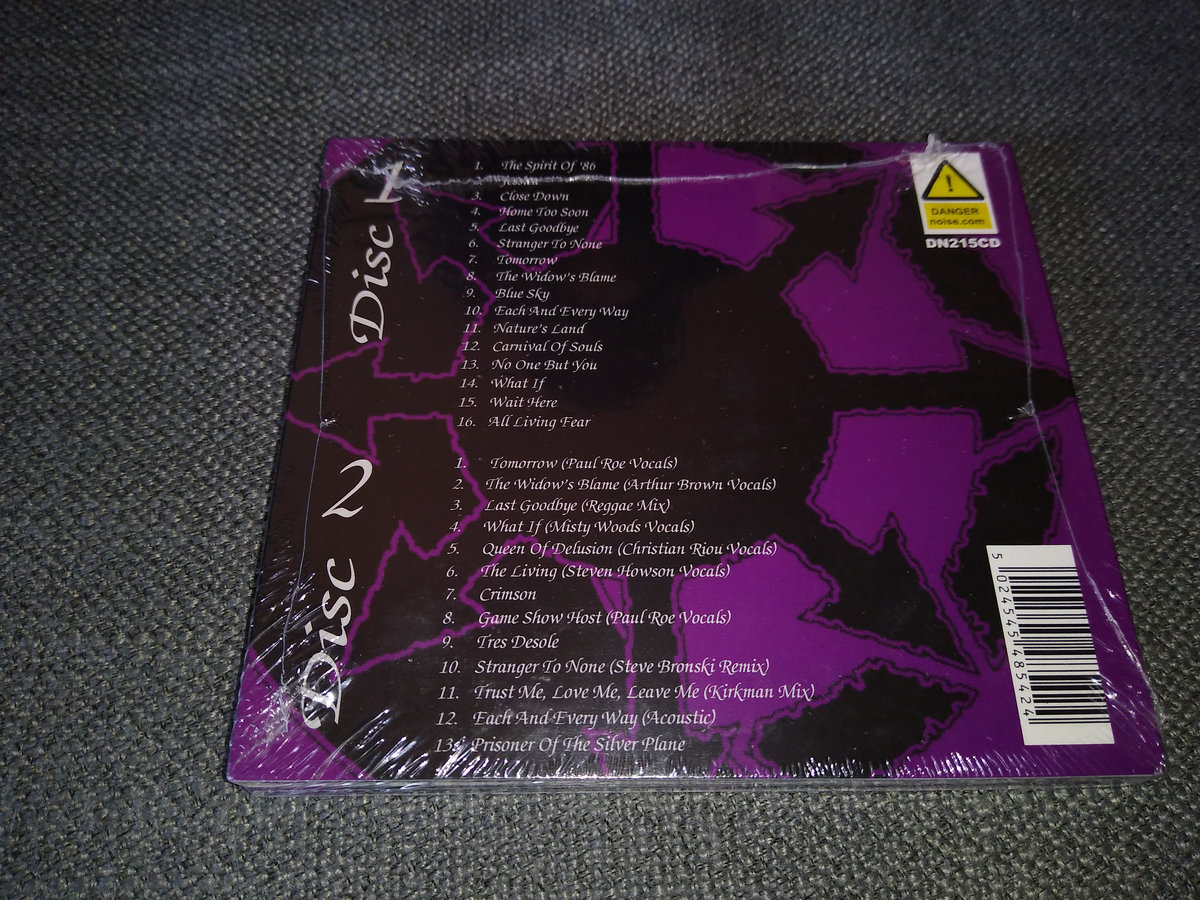 Disc 1
1. The Spirit Of '86
2.
3. Close Down
4. Home Too Soon
5. Last Goodbye
6. Stranger To None
7. Tomorrow
8. The Widow's Blame
9. Blue Sky
10. Each And Every Way
11. Nature's Land
12. Carnival Of Souls
13. No One But You
14. What If
15. Wait Here
16. All Living Fear
Disc 2
1. Tomorrow (Paul Roe Vocals)
2. The Widow's Blame (Arthur Brown Vocals)
3. Last Goodbye (Reggae Mix)
4. What If (Misty Woods Vocals)
5. Queen Of Delusion (Christian Riou Vocals)
6. The Living (Steven Howson Vocals)
7. Crimson
8. Game Show Host (Paul Roe Vocals)
9. Tres Desole
10. Stranger To None (Steve Bronski Remix)
11. Trust Me, Love Me, Leave Me (Kirkman Mix)
12. Each And Every Way (Acoustic)
13. Prisoner Of The Silver Plane
!
DANGER
noise.com
DN215CD
5 024545 485424